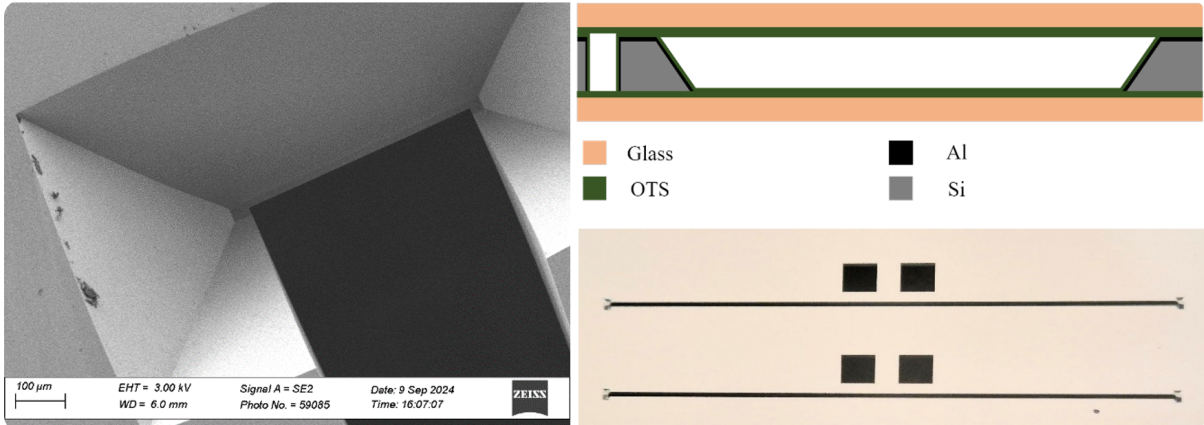 100 µm
EHT = 3.00 kV Signal A = SE2 Date: 9 Sep 2024
WD = 6.0 mm Photo No. = 59085 Time: 16:07:07
ZEISS
Glass Al
OTS Si